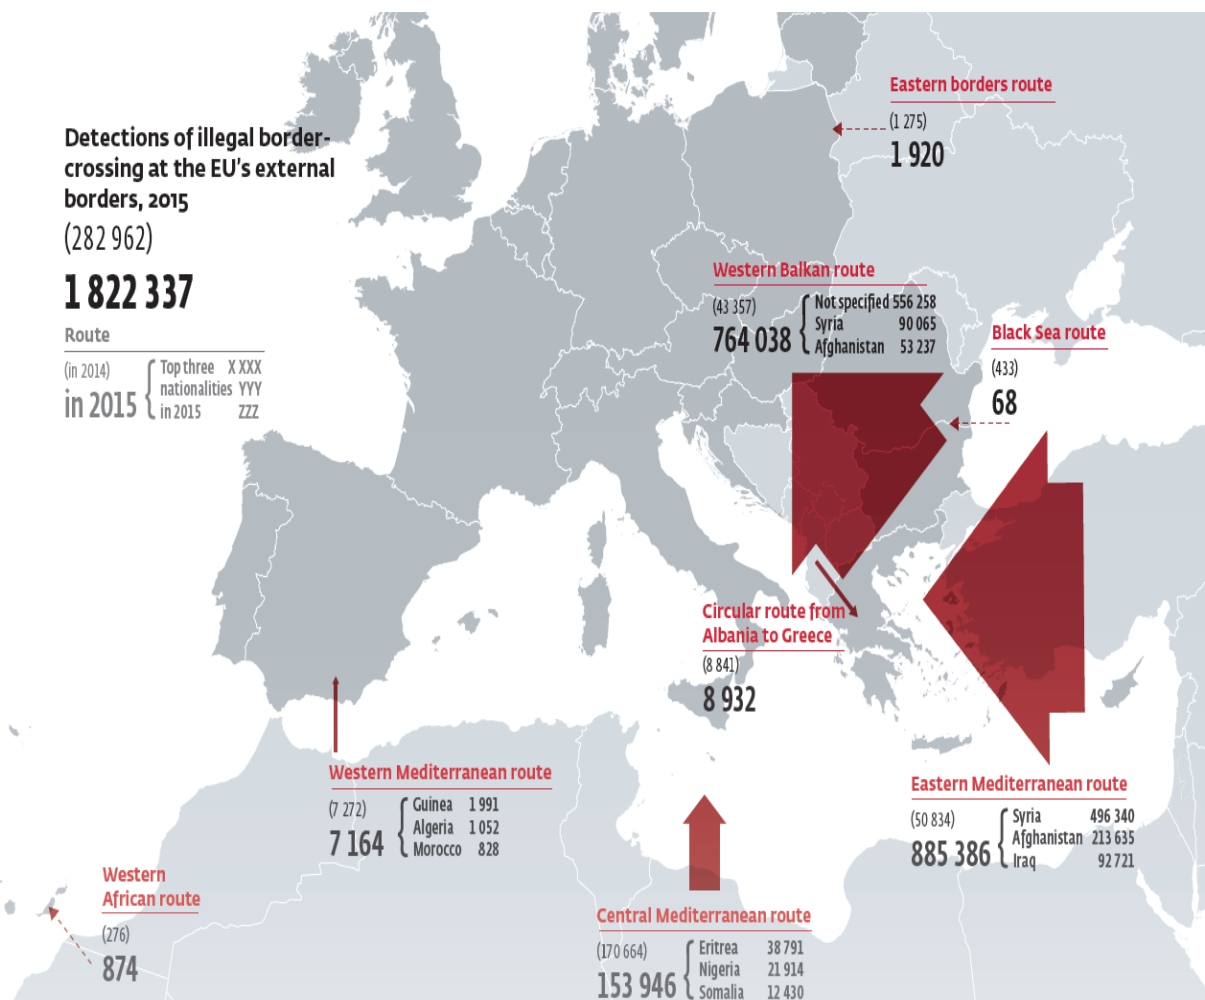 Detections of illegal border-
crossing at the EU's external
borders, 2015
(282 962)
1 822 337
Route
(in 2014)
in 2015
Top three X XXX
nationalities YYY
in 2015 ZZZ
Eastern borders route
(1 275)
1 920
Western Balkan route
(43 357)
764 038
Not specified 556 258
Syria 90 065
Afghanistan 53 237
Black Sea route
(433)
68
Circular route from
Albania to Greece
(8 841)
8 932
Western Mediterranean route
(7 272)
7 164
Guinea 1 991
Algeria 1 052
Morocco 828
Eastern Mediterranean route
(50 834)
885 386
Syria 496 340
Afghanistan 213 635
Iraq 92 721
Western
African route
(276)
874
Central Mediterranean route
(170 664)
153 946
Eritrea 38 791
Nigeria 21 914
Somalia 12 430